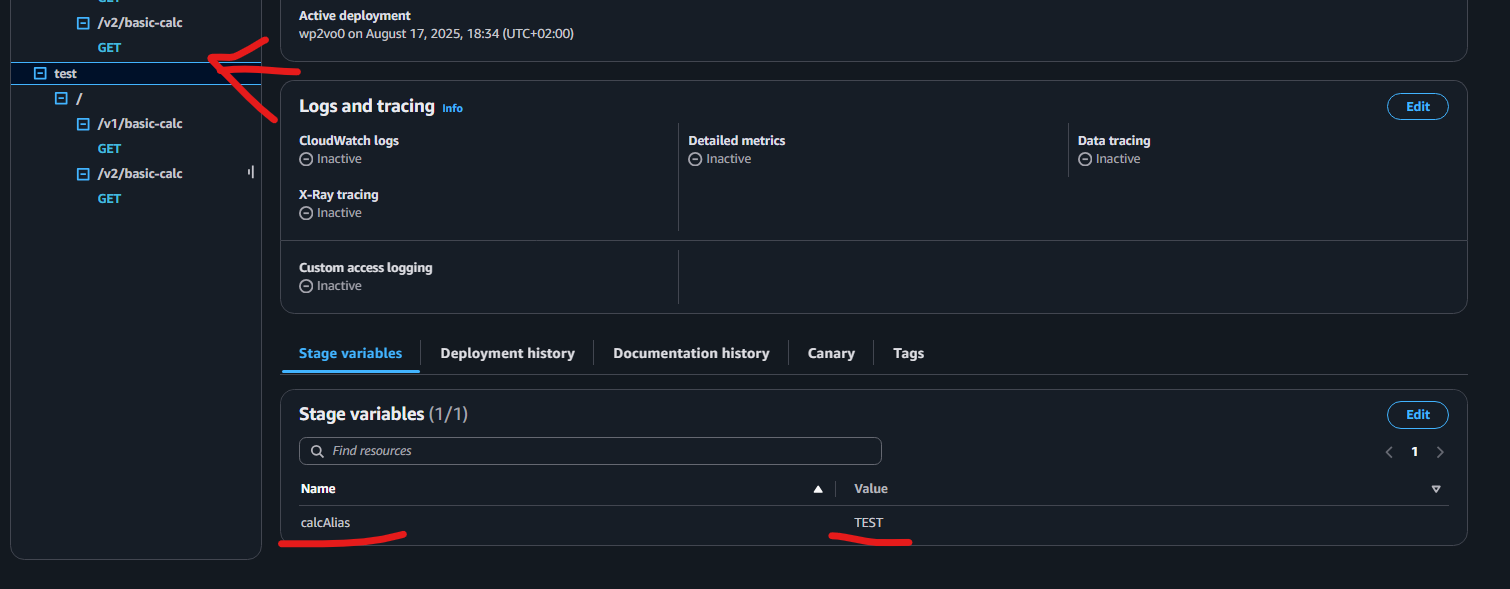 /v2/basic-calc
GET
test
/
/v1/basic-calc
GET
/v2/basic-calc
GET
Active deployment
wp2vo0 on August 17, 2025, 18:34 (UTC+02:00)
Logs and tracing Info
Edit
CloudWatch logs
Inactive
Detailed metrics
Inactive
Data tracing
Inactive
X-Ray tracing
Inactive
Custom access logging
Inactive
Stage variables Deployment history Documentation history Canary Tags
Stage variables (1/1)
Edit
Find resources
1
Name Value
calcAlias TEST